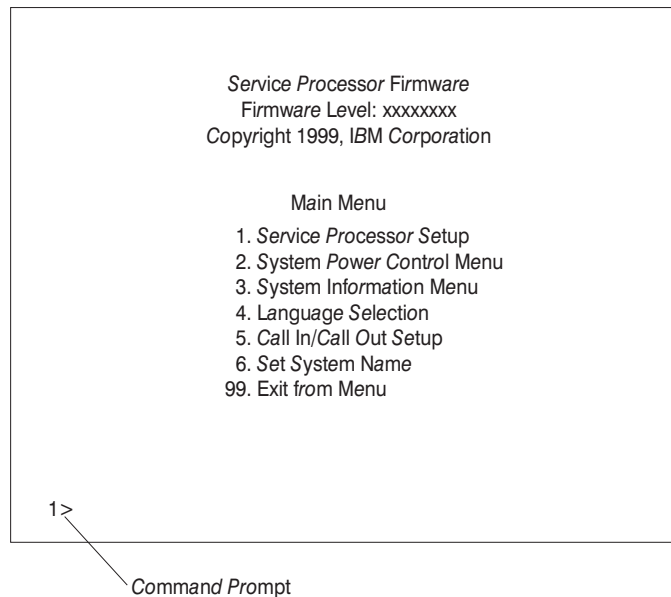 Service Processor Firmware
Firmware Level: xxxxxxxx
Copyright 1999, IBM Corporation
Main Menu
1. Service Processor Setup
2. System Power Control Menu
3. System Information Menu
4. Language Selection
5. Call In/Call Out Setup
6. Set System Name
99. Exit from Menu
1>
Command Prompt